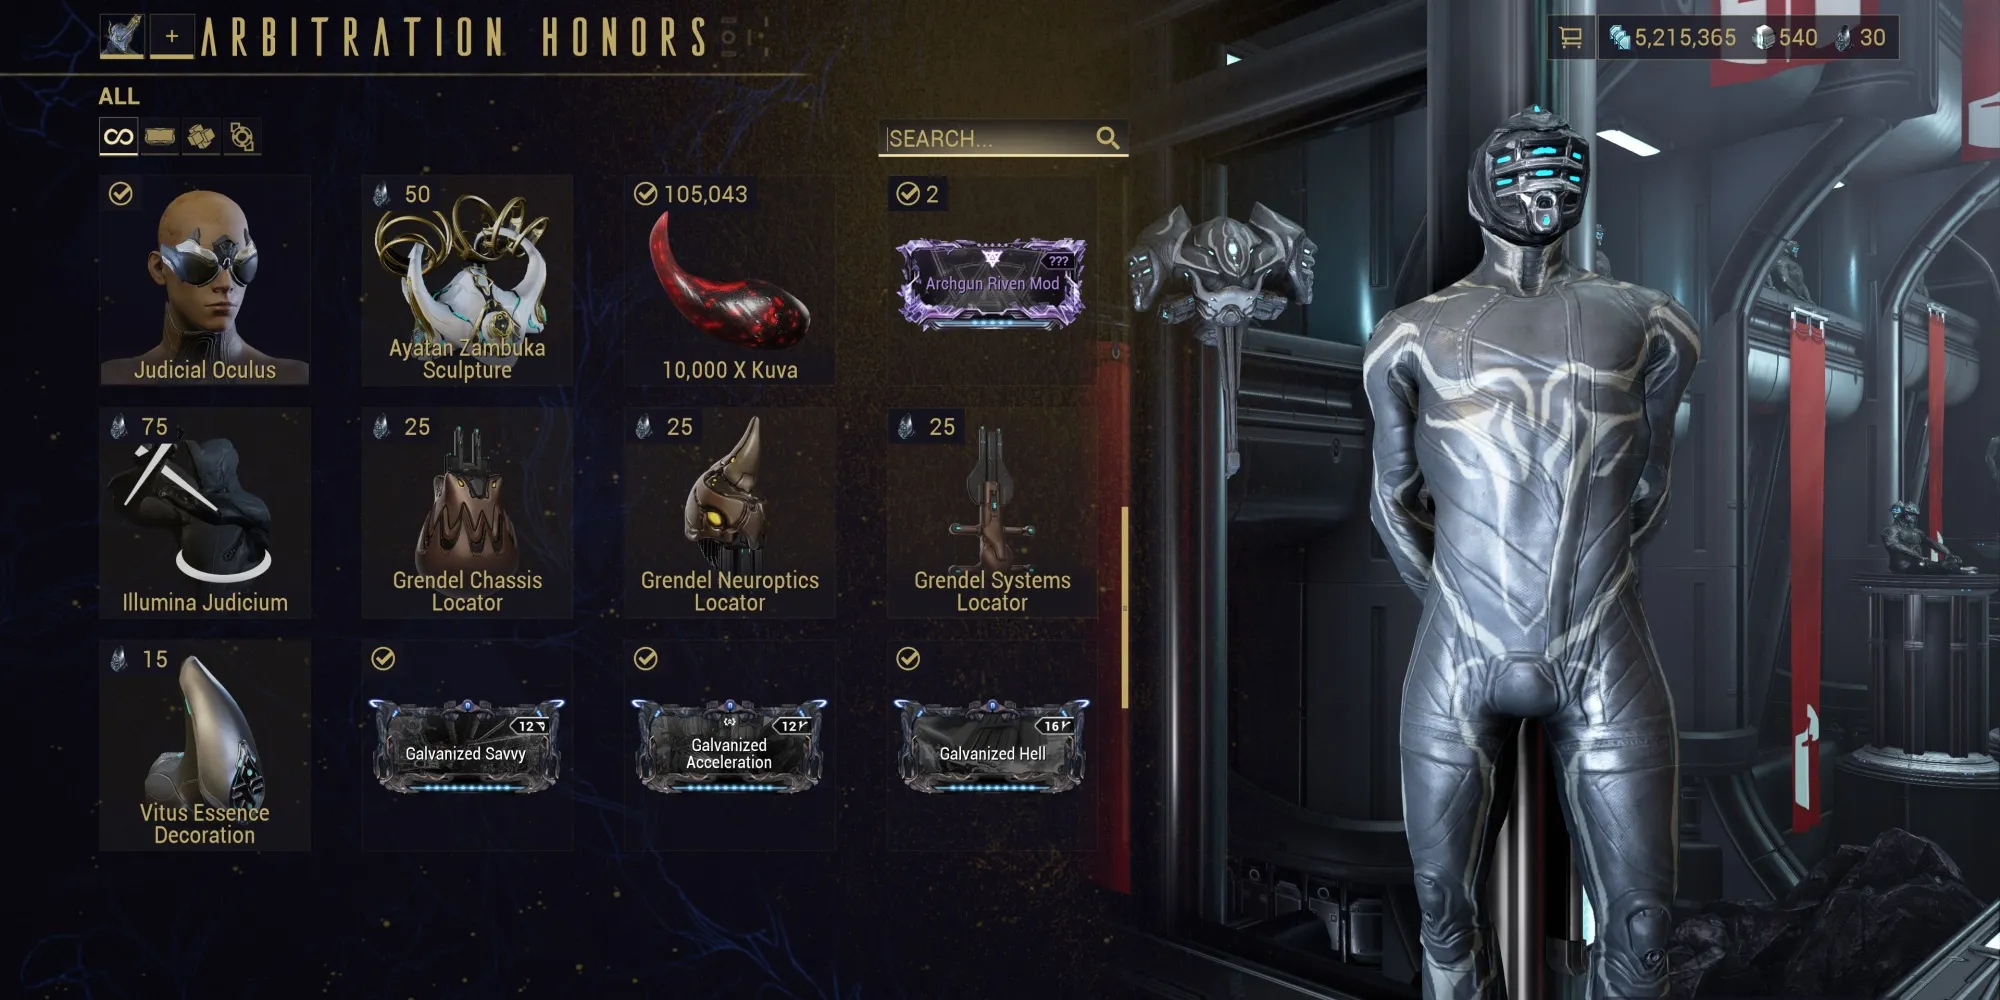 + ARBITRATION HONORS
5,215,365 540 30
ALL
SEARCH...
50
105,043
2
Judicial Oculus
Ayatan Zambuka
Sculpture
10,000 X Kuva
???
Archgun Riven Mod
75
25
25
25
Illumina Judicium
Grendel Chassis
Locator
Grendel Neuroptics
Locator
Grendel Systems
Locator
15
Vitus Essence
Decoration
12
Galvanized Savvy
12
Galvanized
Acceleration
16
Galvanized Hell